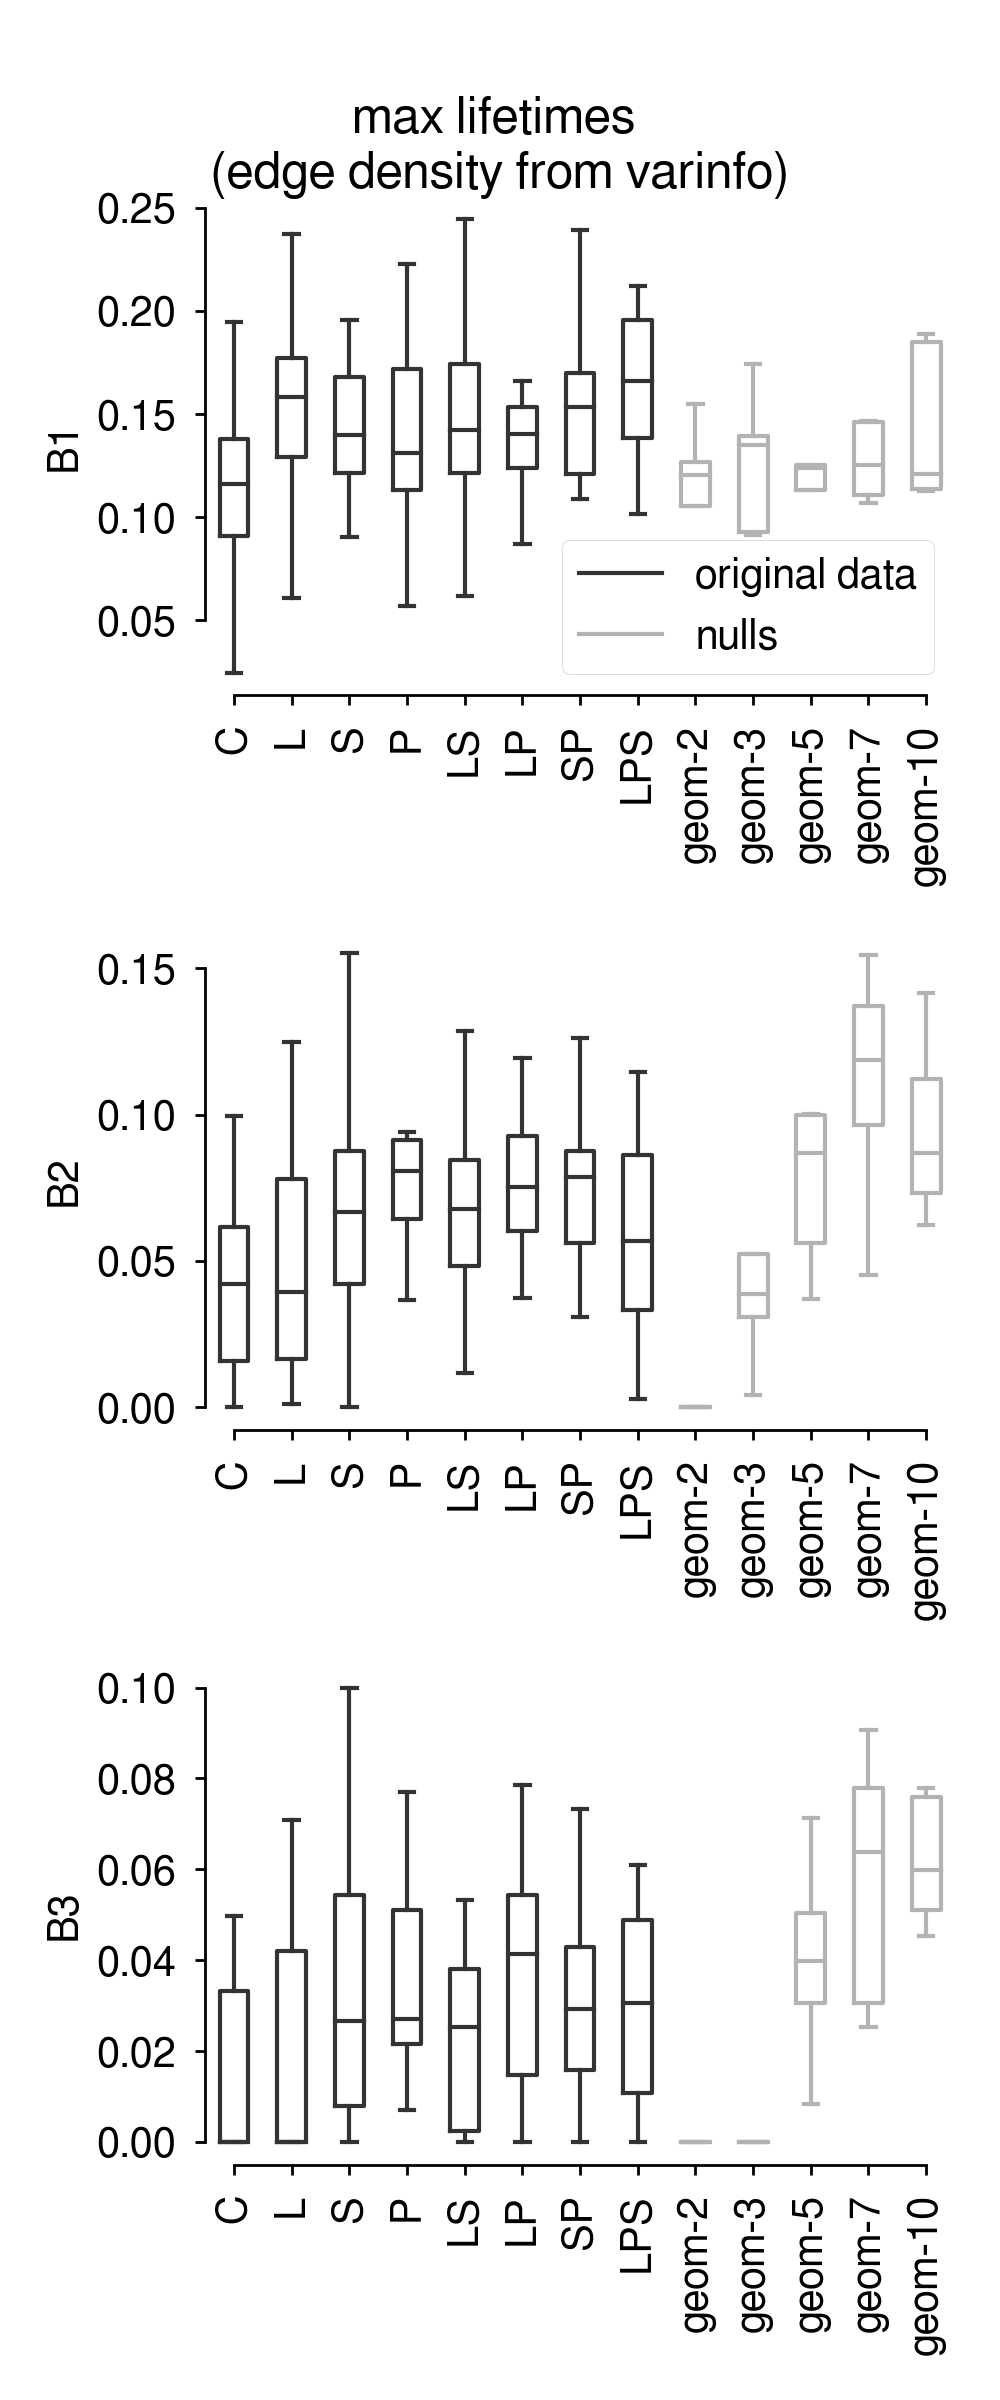 max lifetimes
(edge density from varinfo)
0.25
0.20
0.15
0.10
0.05
B1
original data
nulls
C L S P LS LP SP LPS geom-2 geom-3 geom-5 geom-7 geom-10
0.15
0.10
0.05
0.00
B2
C L S P LS LP SP LPS geom-2 geom-3 geom-5 geom-7 geom-10
0.10
0.08
0.06
0.04
0.02
0.00
B3
C L S P LS LP SP LPS geom-2 geom-3 geom-5 geom-7 geom-10